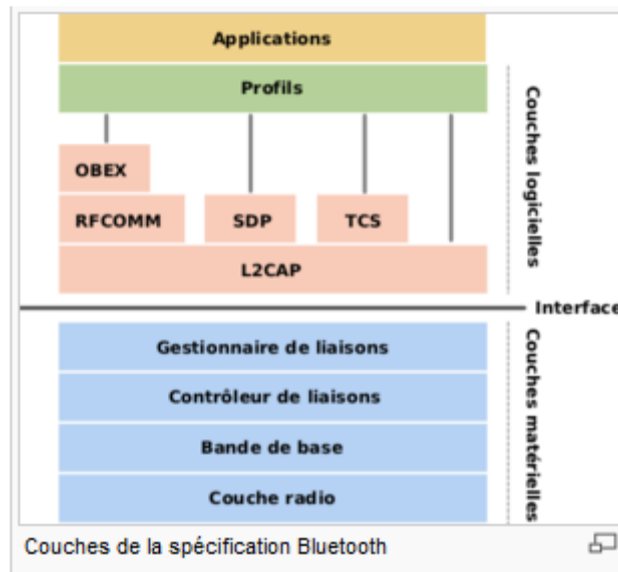 Applications
Profils
OBEX
RFCOMM SDP TCS
L2CAP
Couches logicielles
Interface
Gestionnaire de liaisons
Contrôleur de liaisons
Bande de base
Couche radio
Couches matérielles
Couches de la spécification Bluetooth